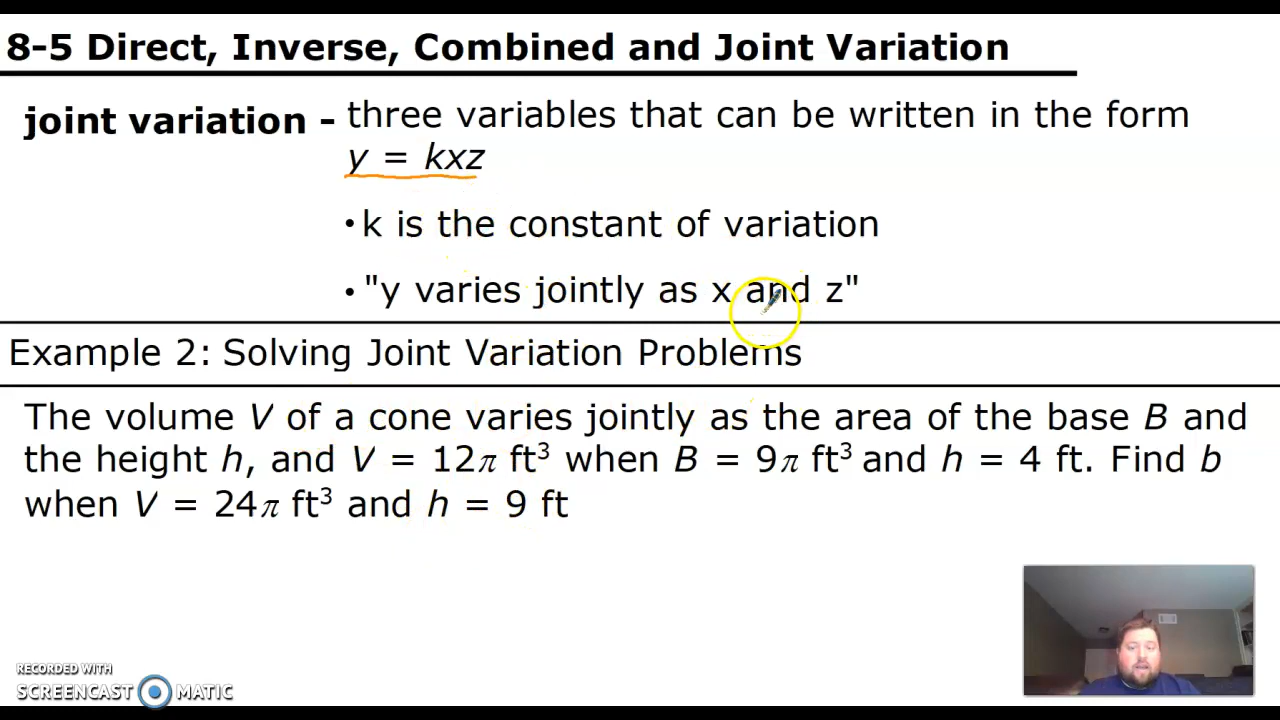 8-5 Direct, Inverse, Combined and Joint Variation
joint variation - three variables that can be written in the form
y = kxz
• k is the constant of variation
• "y varies jointly as x and z"
Example 2: Solving Joint Variation Problems
The volume V of a cone varies jointly as the area of the base B and
the height h, and V = 12π ft³ when B = 9π ft³ and h = 4 ft. Find b
when V = 24π ft³ and h = 9 ft
RECORDED WITH
SCREENCAST MATIC